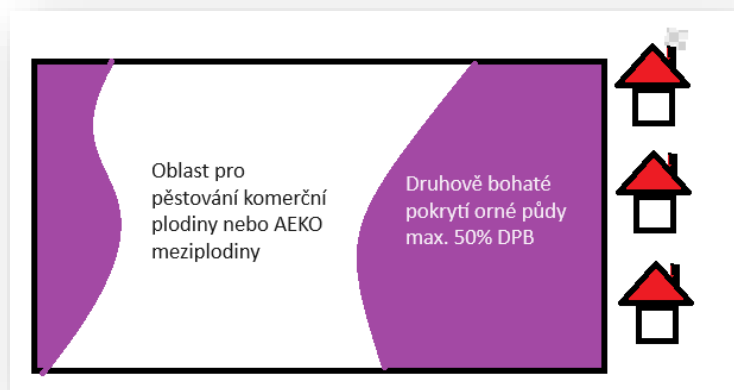 Oblast pro
pěstování komerční
plodiny nebo AEKO
meziplodiny
Druhově bohaté
pokrytí orné půdy
max. 50% DPB